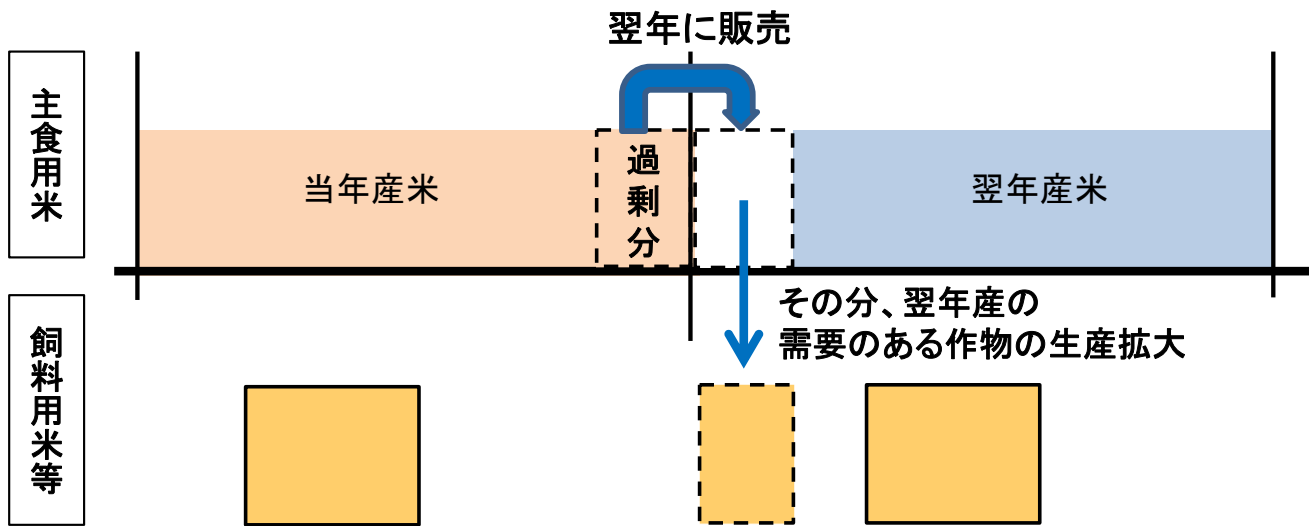 翌年に販売
主食用米
当年産米
過剰分
翌年産米
その分、翌年産の
需要のある作物の生産拡大
飼料用米等